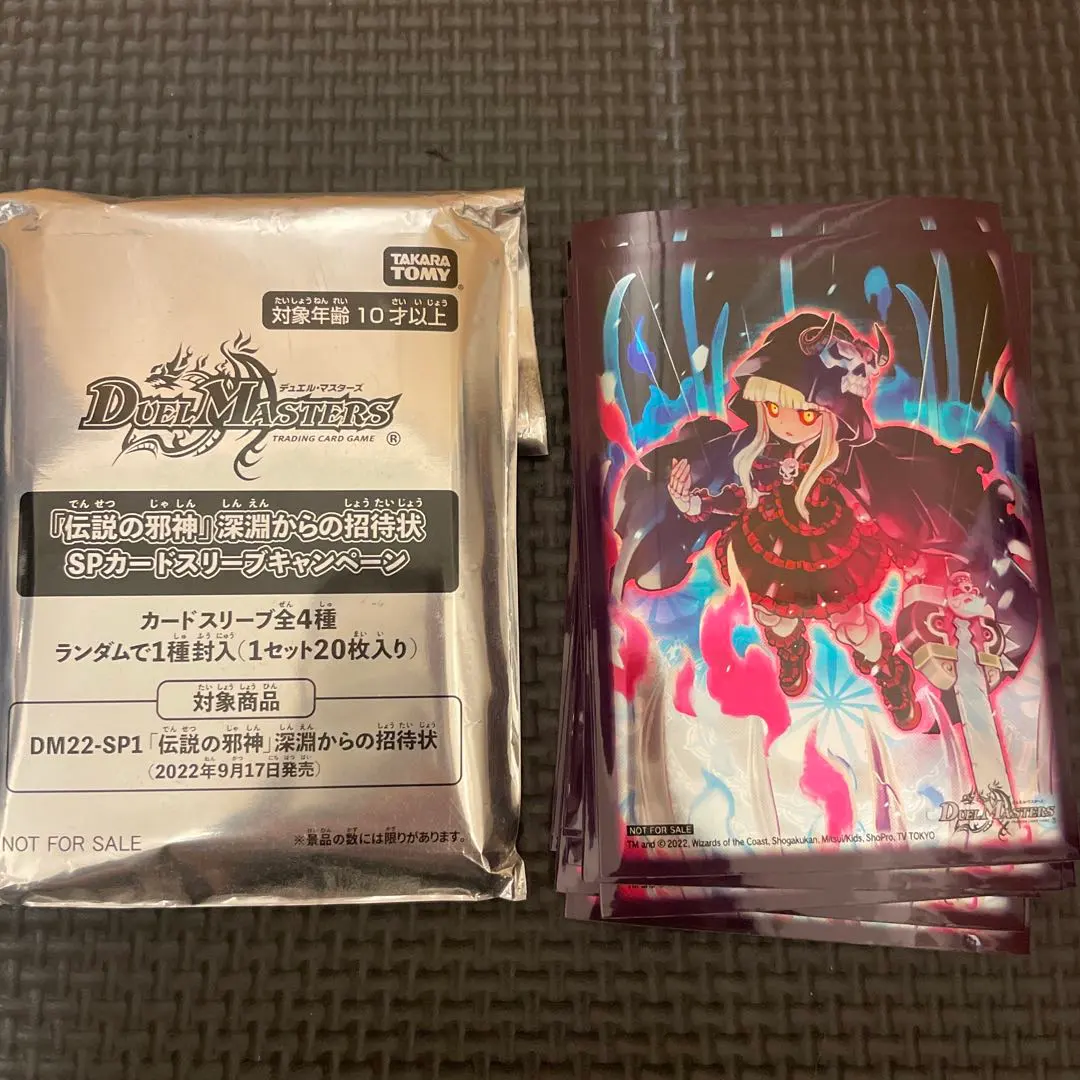 TAKARA
TOMY
たいしょうねんれい さいいじょう
対象年齢 10才以上
デュエル・マスターズ
DUEL MASTERS
TRADING CARD GAME ®
でんせつ じゃしん しんえん しょうたいじょう
『伝説の邪神』深淵からの招待状
SPカードスリーブキャンペーン
ぜん しゅ
カードスリーブ全4種
しゅ ふうにゅう まい い
ランダムで1種封入(1セット20枚入り)
たいしょうしょうひん
対象商品
でんせつ じゃしん しんえん しょうたいじょう
DM22-SP1「伝説の邪神」深淵からの招待状
ねん がつ にちはつばい
(2022年9月17日発売)
NOT FOR SALE
けいひん かず かぎ
※景品の数には限りがあります。
デュエル・マスターズ
DUEL MASTERS
NOT FOR SALE
TM and © 2022, Wizards of the Coast, Shogakukan, Mitsui/Kids, ShoPro, TV TOKYO